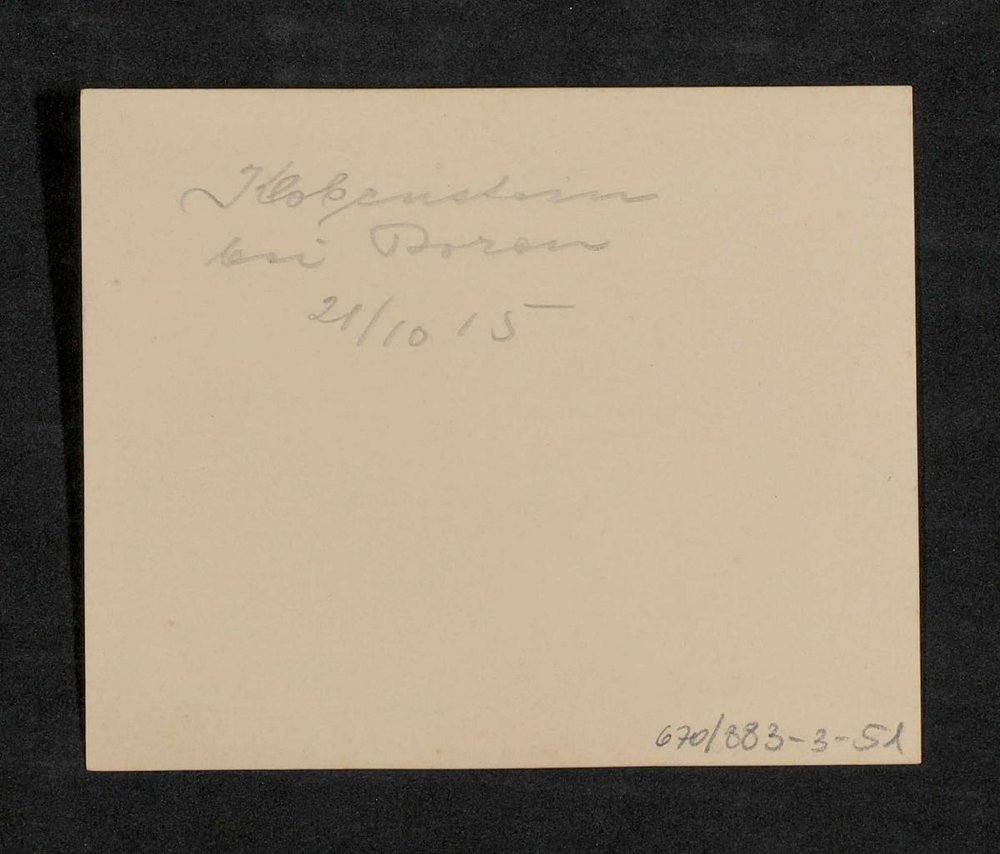 Klobenstein
bei Bozen
21/10 15
670/883-3-51